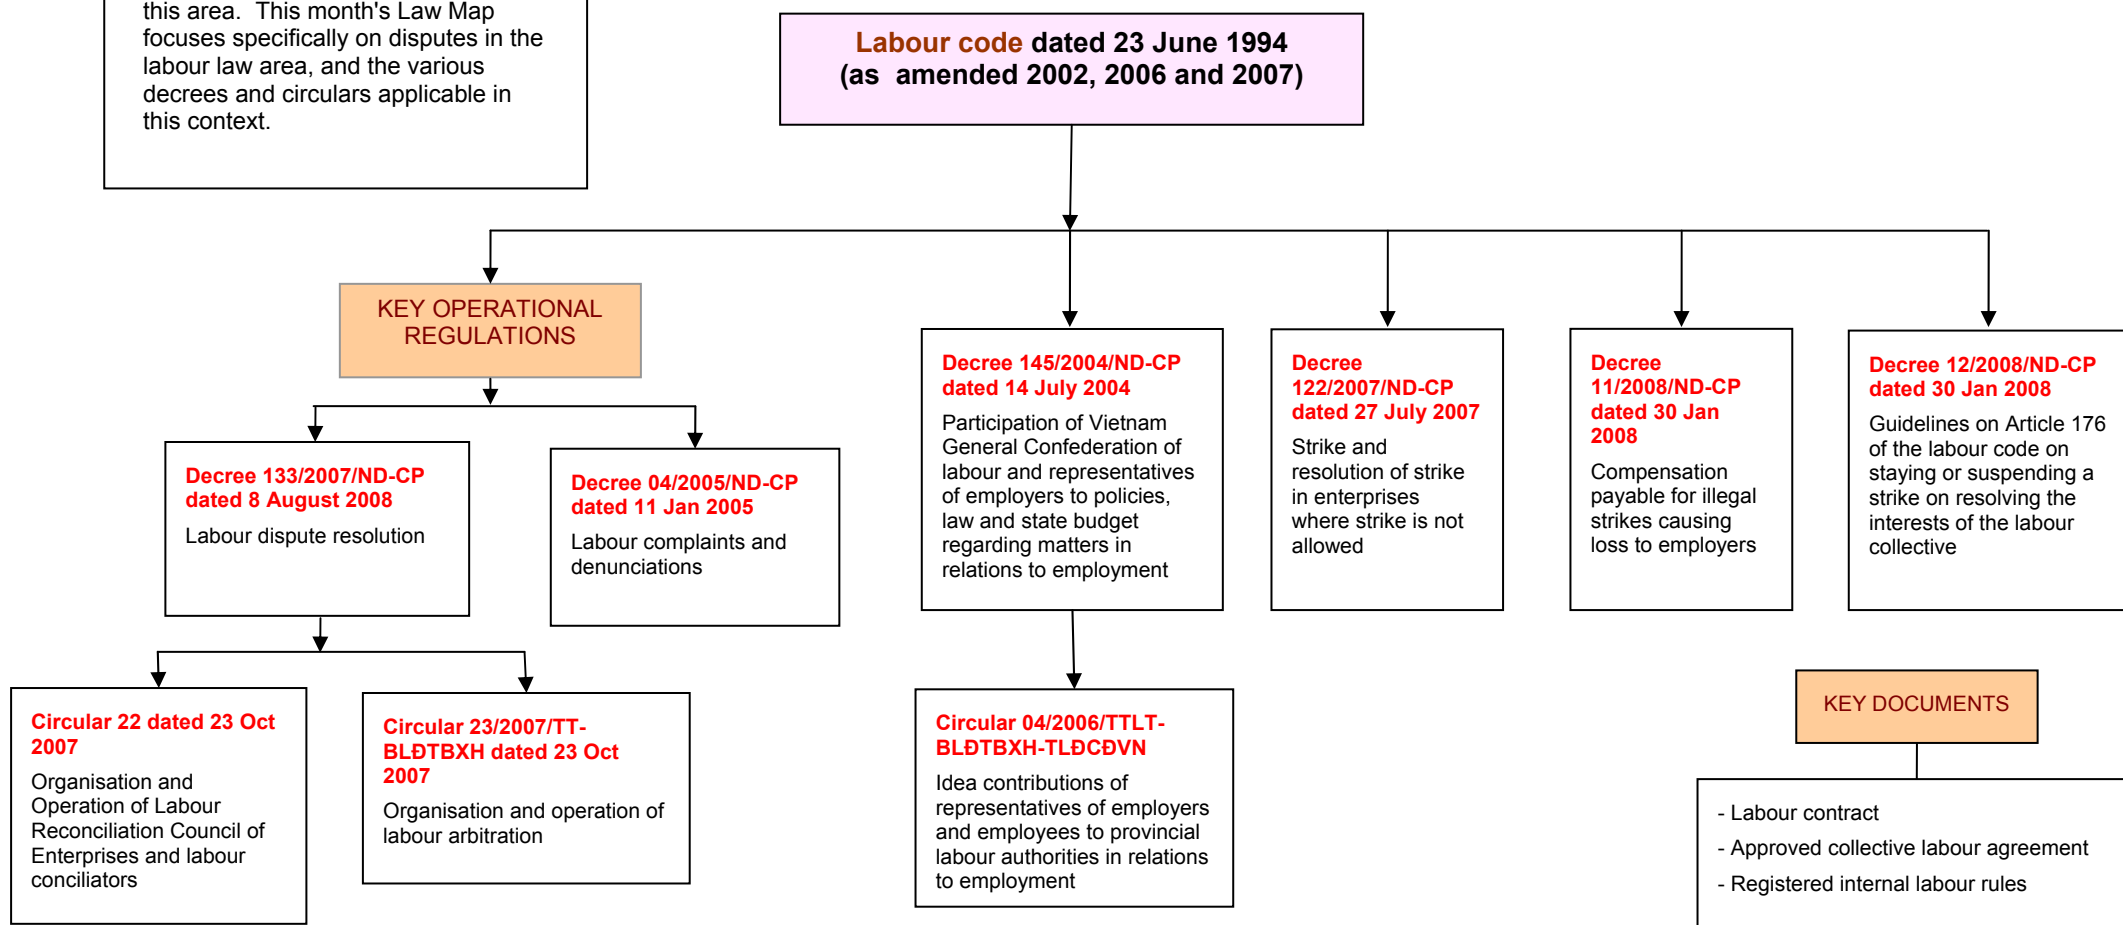 this area.  This month's Law Map
focuses specifically on disputes in the
labour law area, and the various
decrees and circulars applicable in
this context.
Labour code dated 23 June 1994
(as  amended 2002, 2006 and 2007)
KEY OPERATIONAL
REGULATIONS
Decree 145/2004/ND-CP
dated 14 July 2004
Participation of Vietnam
General Confederation of
labour and representatives
of employers to policies,
law and state budget
regarding matters in
relations to employment
Decree
122/2007/ND-CP
dated 27 July 2007
Strike and
resolution of strike
in enterprises
where strike is not
allowed
Decree
11/2008/ND-CP
dated 30 Jan
2008
Compensation
payable for illegal
strikes causing
loss to employers
Decree 12/2008/ND-CP
dated 30 Jan 2008
Guidelines on Article 176
of the labour code on
staying or suspending a
strike on resolving the
interests of the labour
collective
Decree 133/2007/ND-CP
dated 8 August 2008
Labour dispute resolution
Decree 04/2005/ND-CP
dated 11 Jan 2005
Labour complaints and
denunciations
Circular 22 dated 23 Oct
2007
Organisation and
Operation of Labour
Reconciliation Council of
Enterprises and labour
conciliators
Circular 23/2007/TT-
BLĐTBXH dated 23 Oct
2007
Organisation and operation of
labour arbitration
Circular 04/2006/TTLT-
BLĐTBXH-TLĐCĐVN
Idea contributions of
representatives of employers
and employees to provincial
labour authorities in relations
to employment
KEY DOCUMENTS
- Labour contract
- Approved collective labour agreement
- Registered internal labour rules